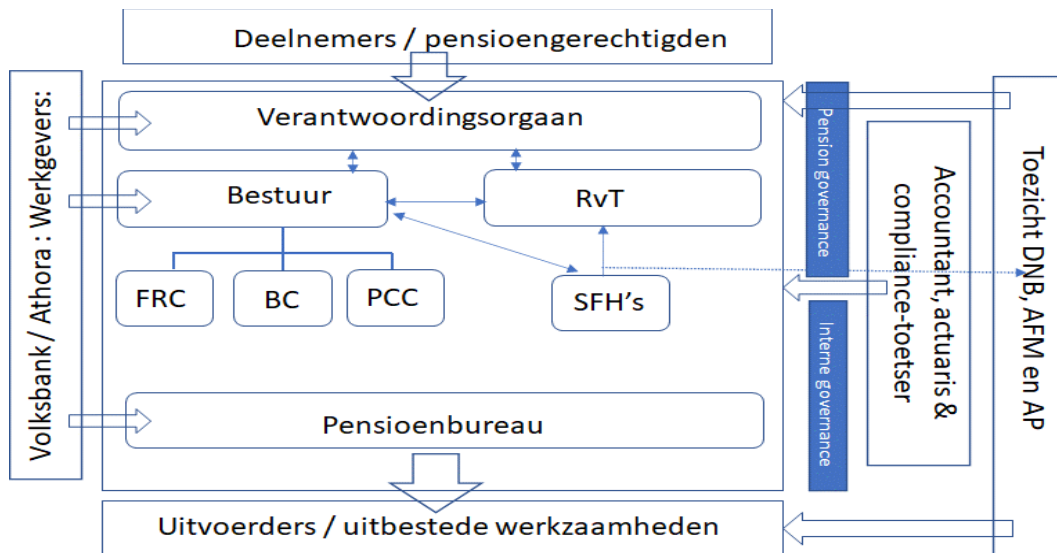 Deelnemers / pensioengerechtigden
Volksbank / Athora : Werkgevers:
Verantwoordingsorgaan
Bestuur
RvT
FRC
BC
PCC
SFH's
Pensioenbureau
Uitvoerders / uitbestede werkzaamheden
Pension governance
Interne governance
Accountant, actuaris &
compliance-toetser
Toezicht DNB, AFM en AP